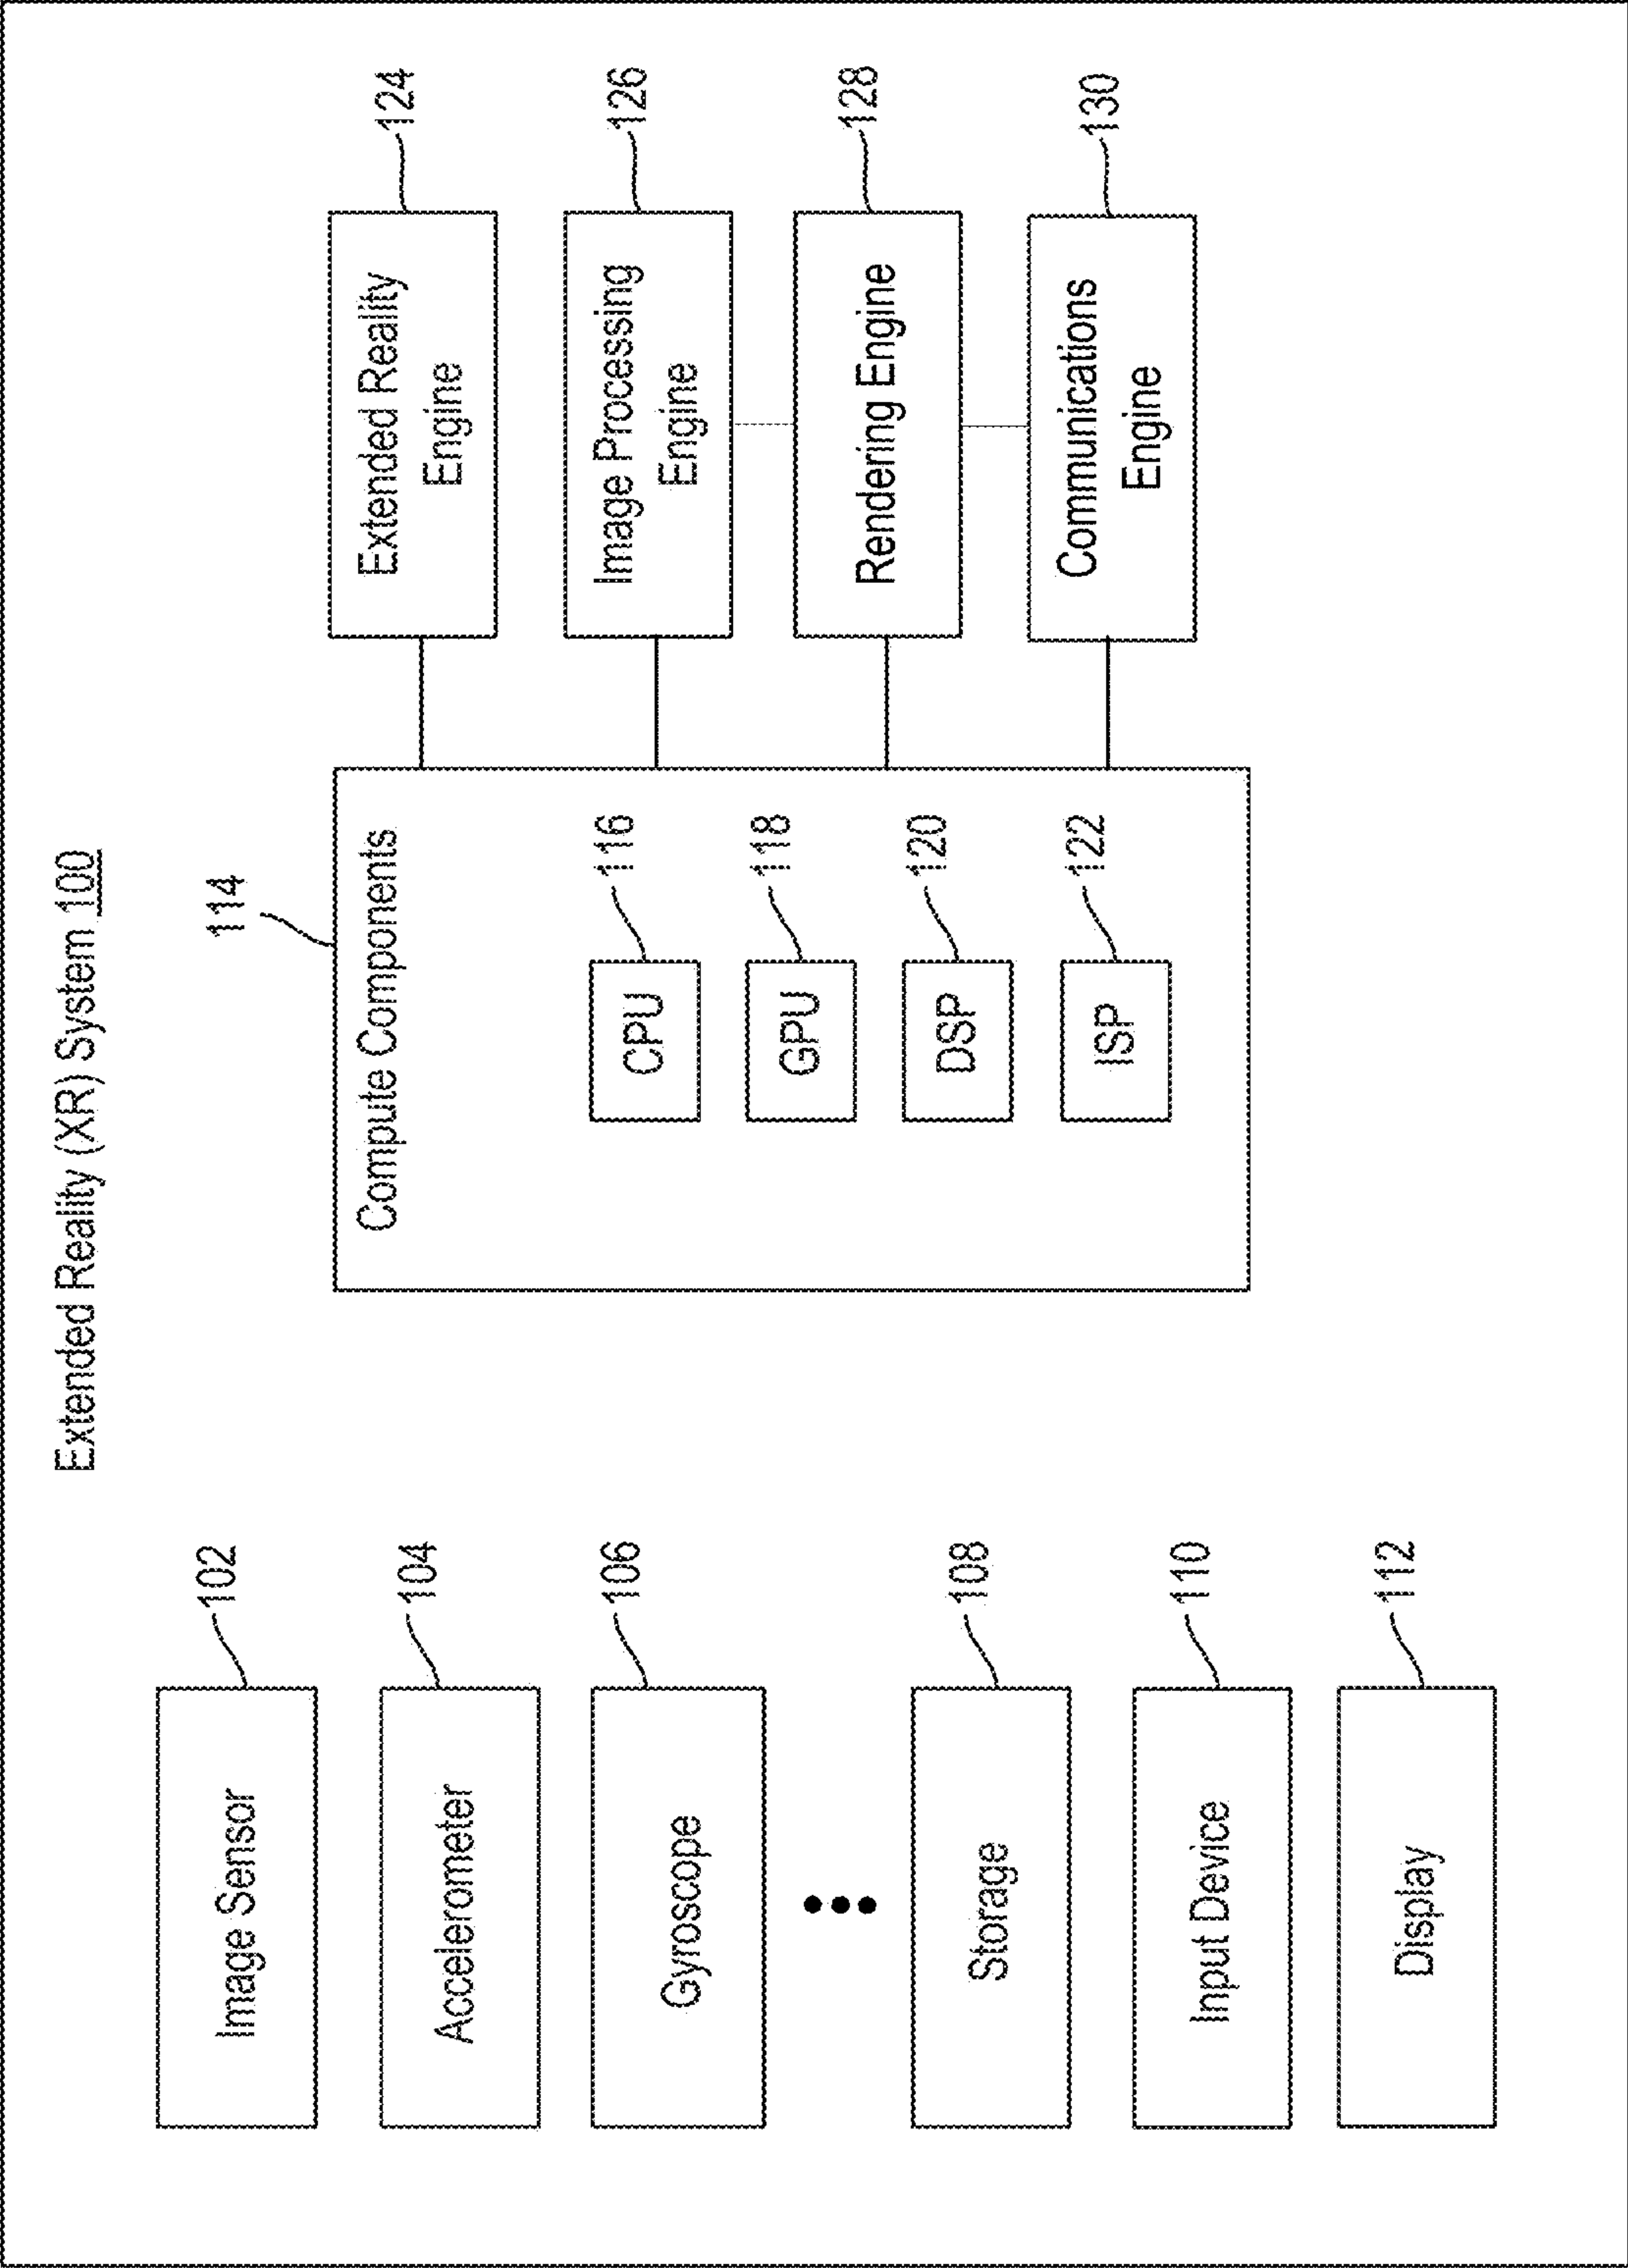 Extended Reality (XR) System 100
102
Image Sensor
104
Accelerometer
106
Gyroscope
108
Storage
110
Input Device
112
Display
114
Compute Components
116
CPU
118
GPU
120
DSP
122
ISP
124
Extended Reality
Engine
126
Image Processing
Engine
128
Rendering Engine
130
Communications
Engine